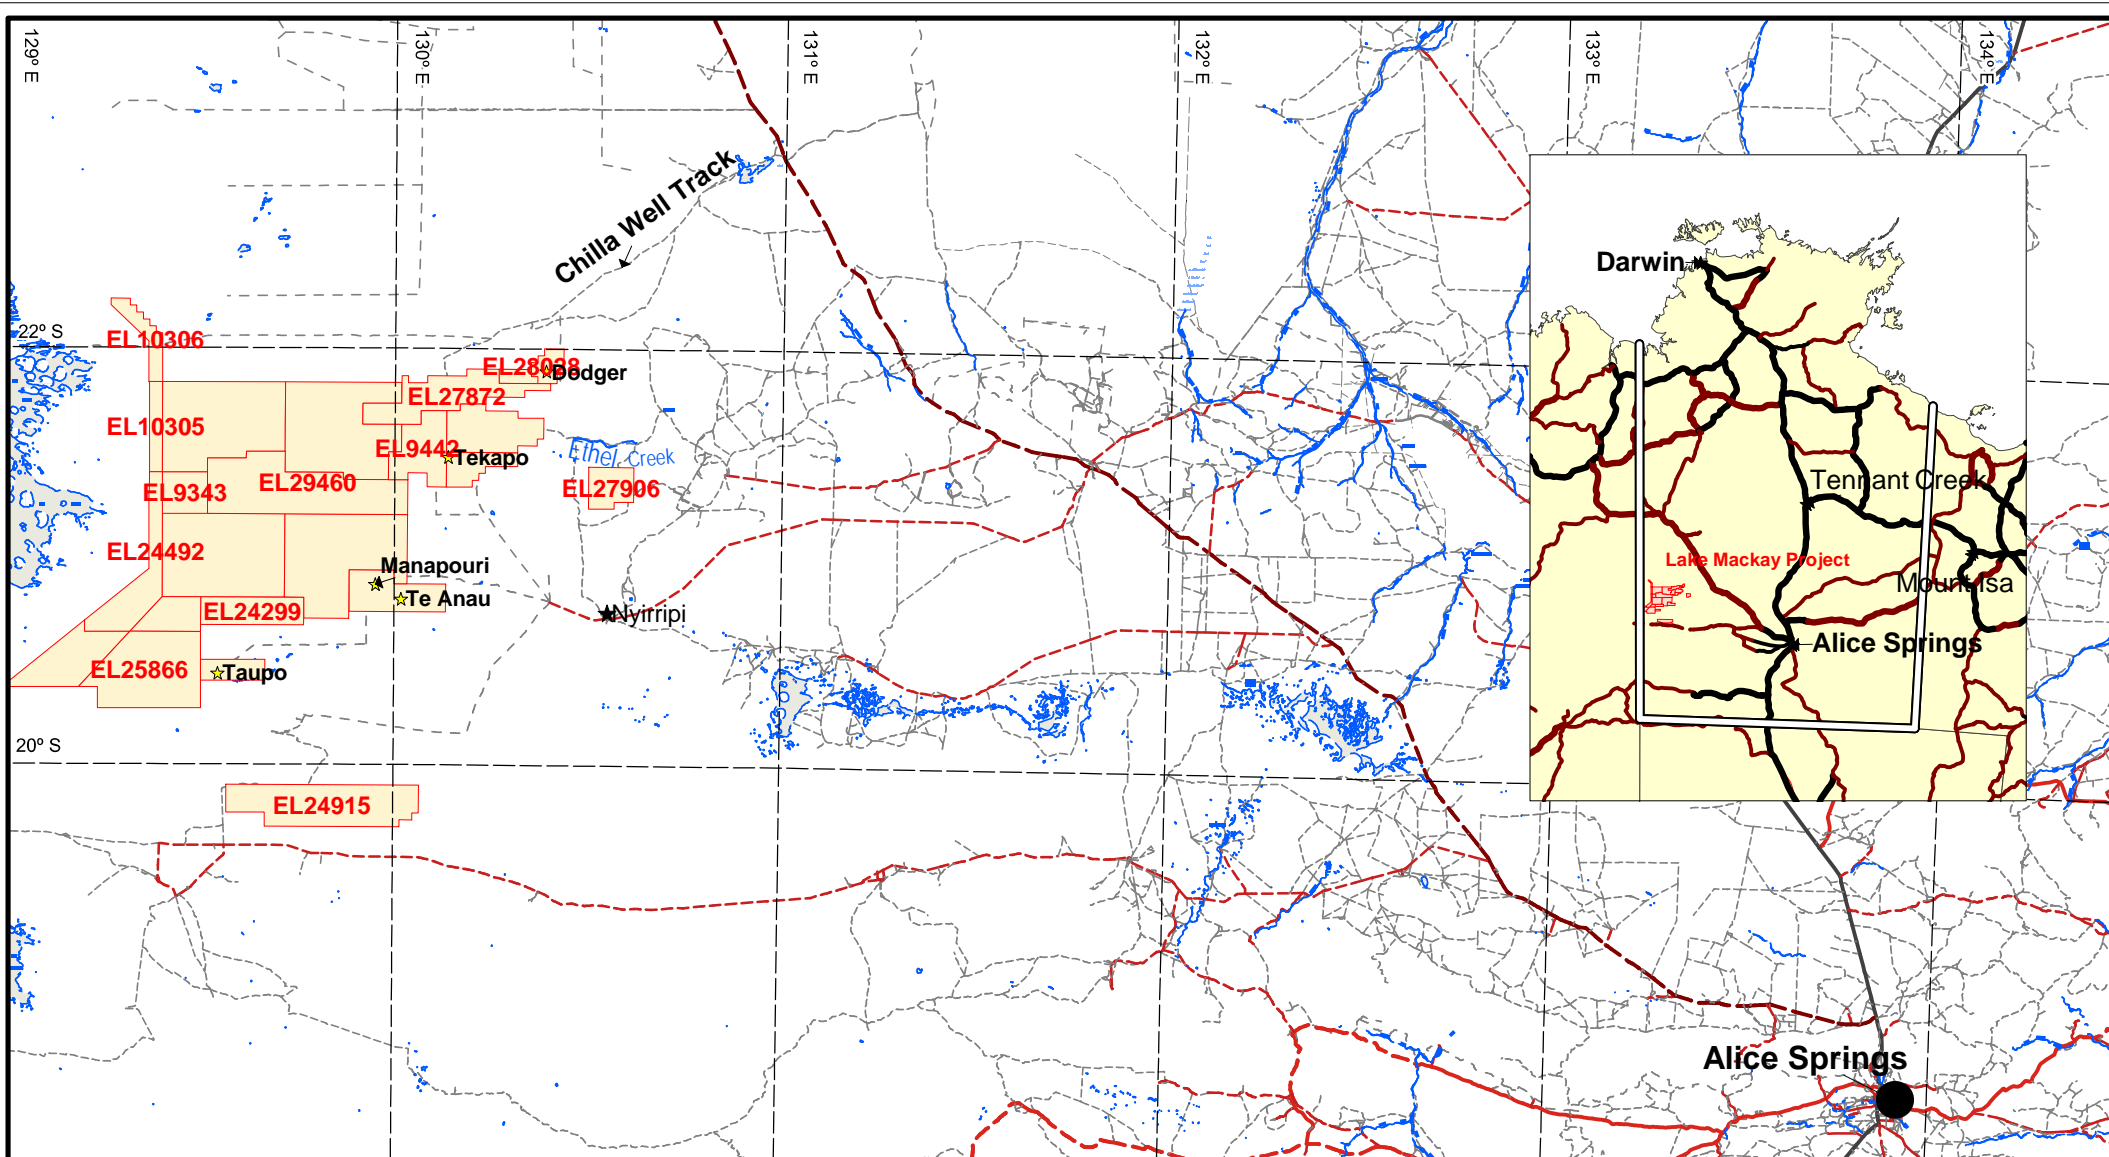 129° E
130° E
131° E
132° E
133° E
134° E
Chilla Well Track
22° S
EL10306
EL28028
Dodger
EL27872
EL10305
EL9442
Tekapo
Ethel Creek
EL9343
EL29460
EL27906
EL24492
Manapouri
Te Anau
EL24299
Nyirripi
EL25866
Taupo
20° S
EL24915
Darwin
Tennant Creek
Lake Mackay Project
Mount Isa
Alice Springs
Alice Springs